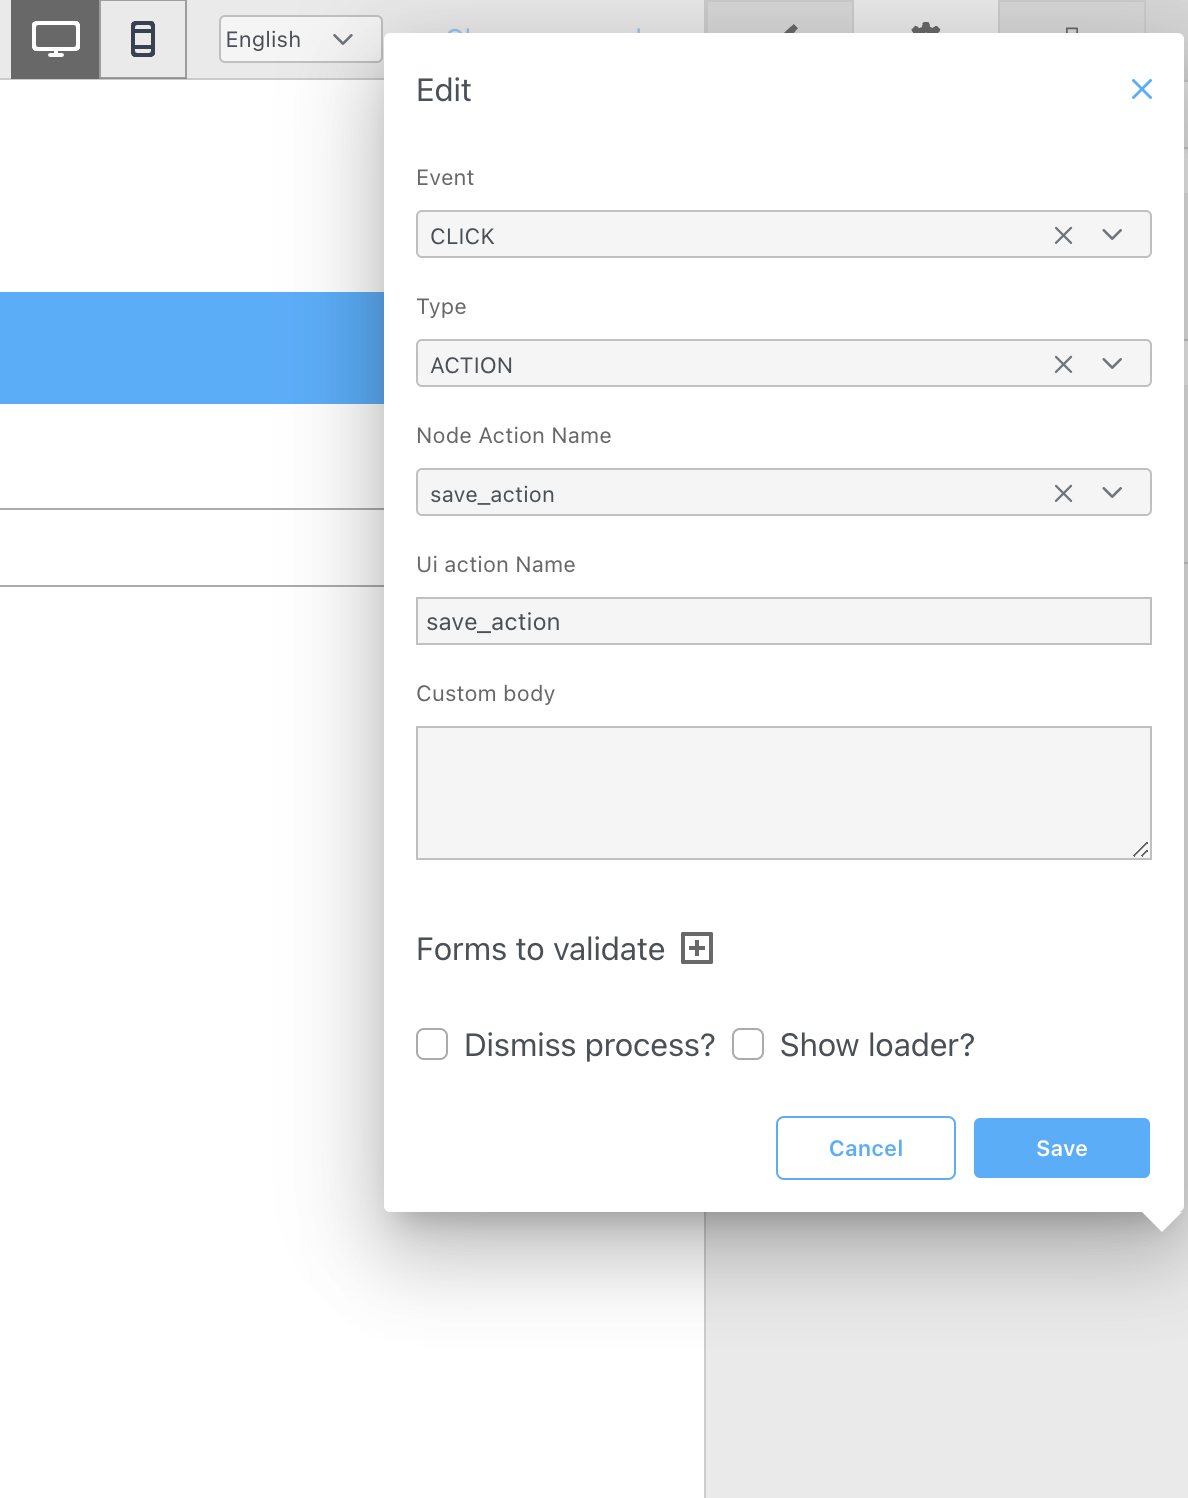 English
Edit
Event
CLICK
Type
ACTION
Node Action Name
save_action
Ui action Name
save_action
Custom body
Forms to validate
Dismiss process? Show loader?
Cancel Save